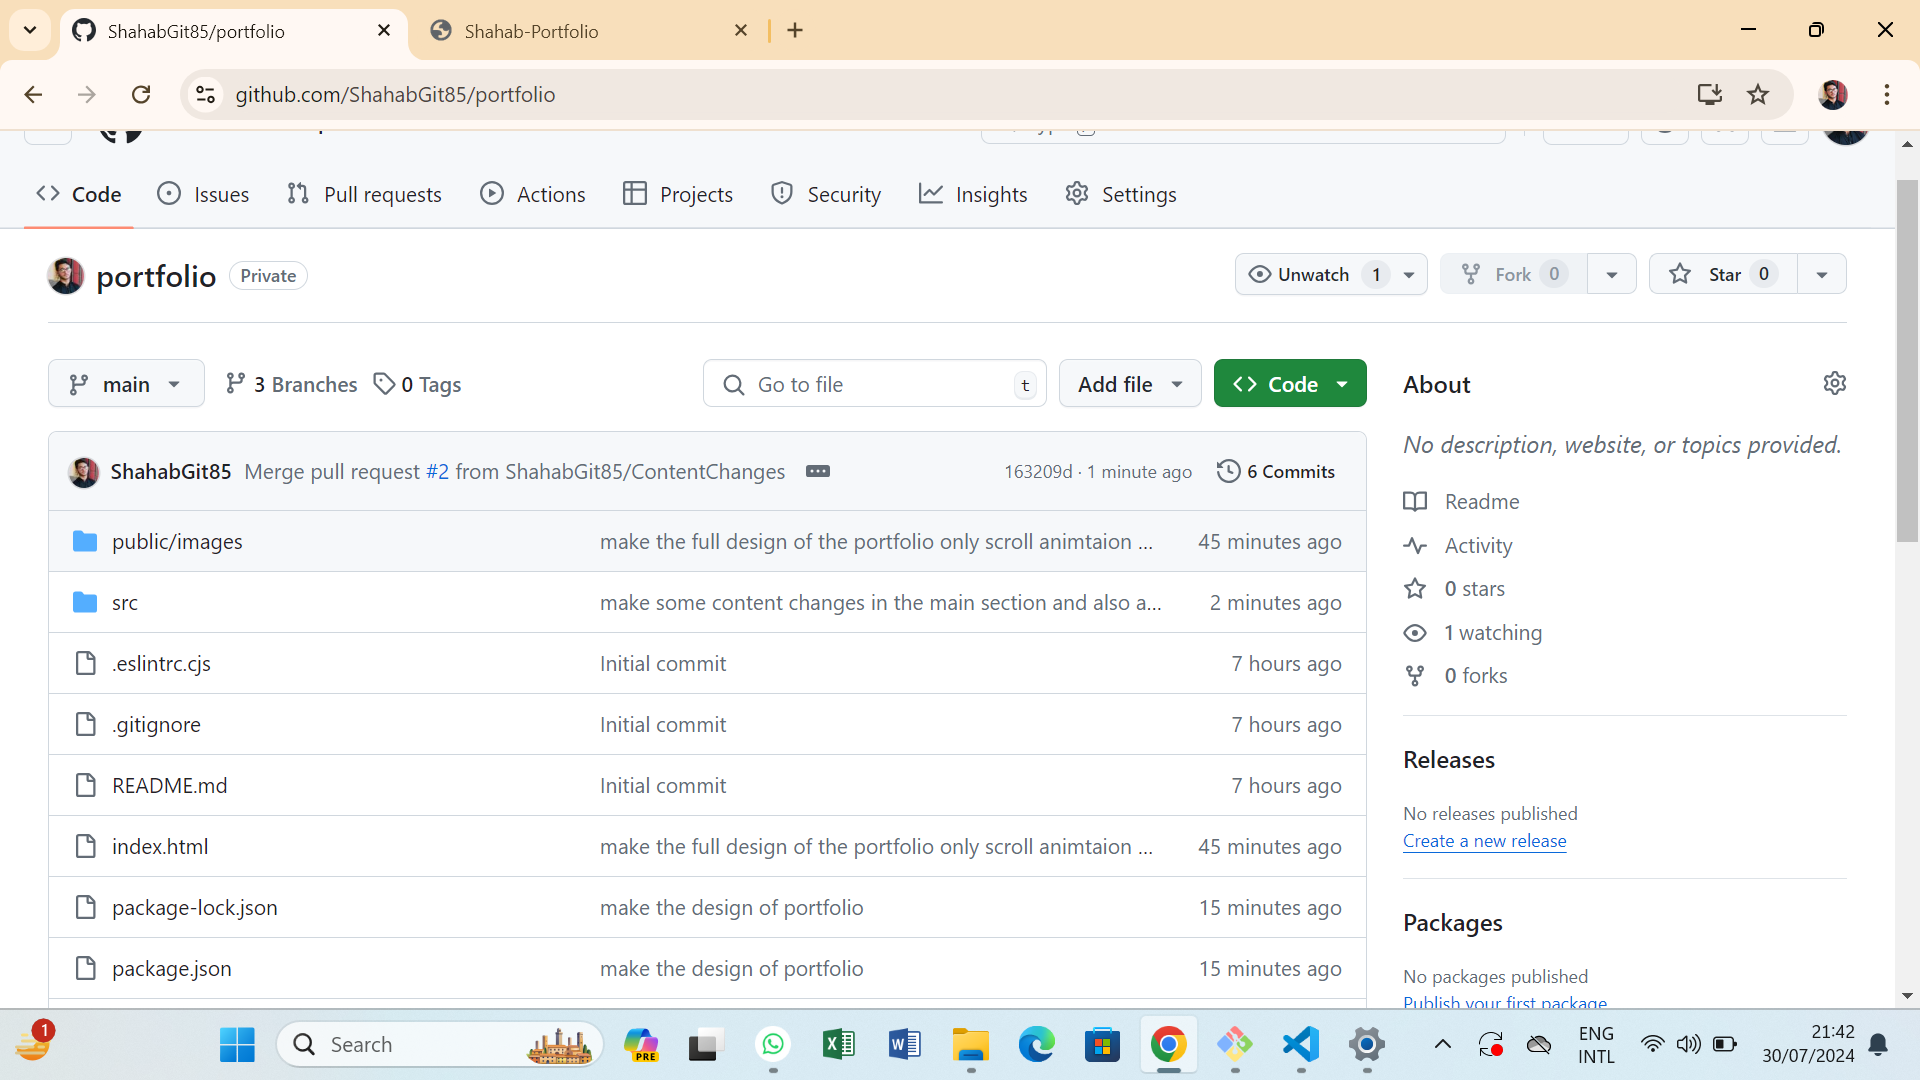 ShahabGit85/portfolio
Shahab-Portfolio
github.com/ShahabGit85/portfolio
Code
Issues
Pull requests
Actions
Projects
Security
Insights
Settings
portfolio
Private
Unwatch 1
Fork 0
Star 0
main
3 Branches
0 Tags
Go to file
t
Add file
Code
ShahabGit85 Merge pull request #2 from ShahabGit85/ContentChanges
163209d · 1 minute ago
6 Commits
public/images make the full design of the portfolio only scroll animtaion ... 45 minutes ago
src make some content changes in the main section and also a... 2 minutes ago
.eslintrc.cjs Initial commit 7 hours ago
.gitignore Initial commit 7 hours ago
README.md Initial commit 7 hours ago
index.html make the full design of the portfolio only scroll animtaion ... 45 minutes ago
package-lock.json make the design of portfolio 15 minutes ago
package.json make the design of portfolio 15 minutes ago
About
No description, website, or topics provided.
Readme
Activity
0 stars
1 watching
0 forks
Releases
No releases published
Create a new release
Packages
No packages published
Publish your first package
1
Search
PRE
ENG
INTL
21:42
30/07/2024